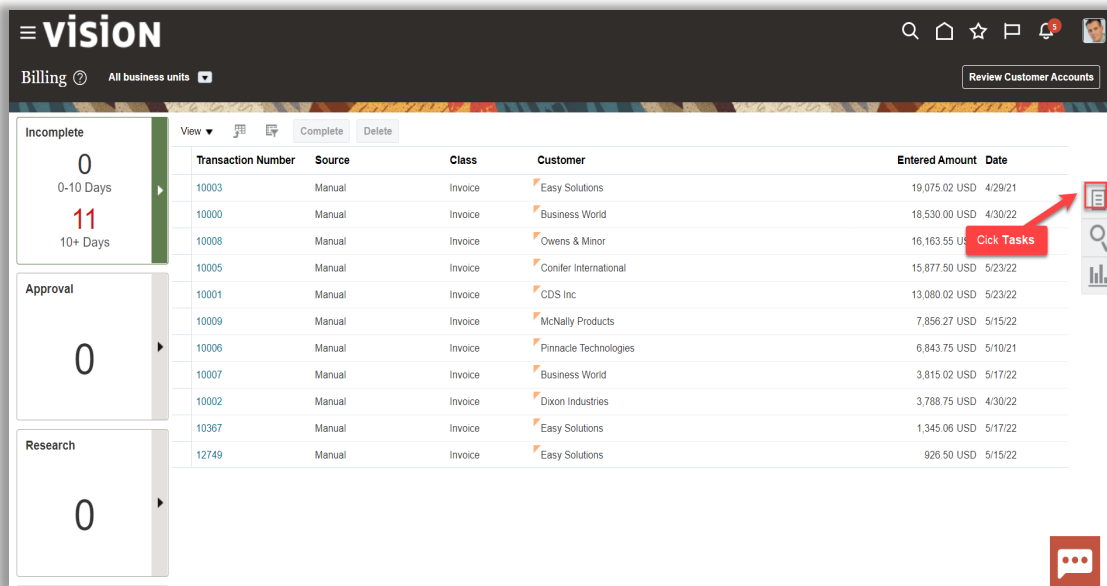 vision
5
Billing ? All business units Review Customer Accounts
Incomplete
0
0-10 Days
11
10+ Days
Approval
0
Research
0
View Complete Delete
Transaction Number Source Class Customer Entered Amount Date
10003 Manual Invoice Easy Solutions 19,075.02 USD 4/29/21
10000 Manual Invoice Business World 18,530.00 USD 4/30/22
10008 Manual Invoice Owens & Minor 16,163.55 U
10005 Manual Invoice Conifer International 15,877.50 USD 5/23/22
10001 Manual Invoice CDS Inc 13,080.02 USD 5/23/22
10009 Manual Invoice McNally Products 7,856.27 USD 5/15/22
10006 Manual Invoice Pinnacle Technologies 6,843.75 USD 5/10/21
10007 Manual Invoice Business World 3,815.02 USD 5/17/22
10002 Manual Invoice Dixon Industries 3,788.75 USD 4/30/22
10367 Manual Invoice Easy Solutions 1,345.06 USD 5/17/22
12749 Manual Invoice Easy Solutions 926.50 USD 5/15/22
Cick Tasks